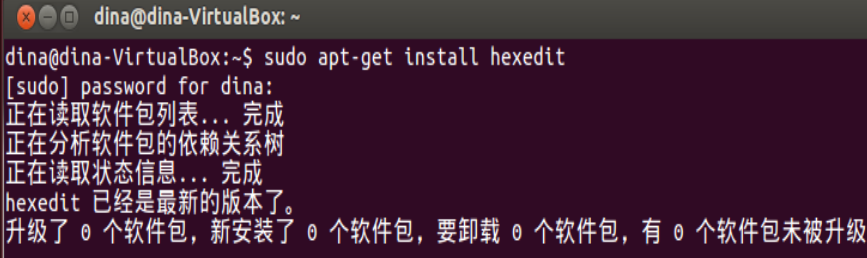 dina@dina-VirtualBox: ~
dina@dina-VirtualBox:~$ sudo apt-get install hexedit
[sudo] password for dina:
正在读取软件包列表... 完成
正在分析软件包的依赖关系树
正在读取状态信息... 完成
hexedit 已经是最新的版本了。
升级了 0 个软件包，新安装了 0 个软件包，要卸载 0 个软件包，有 0 个软件包未被升级